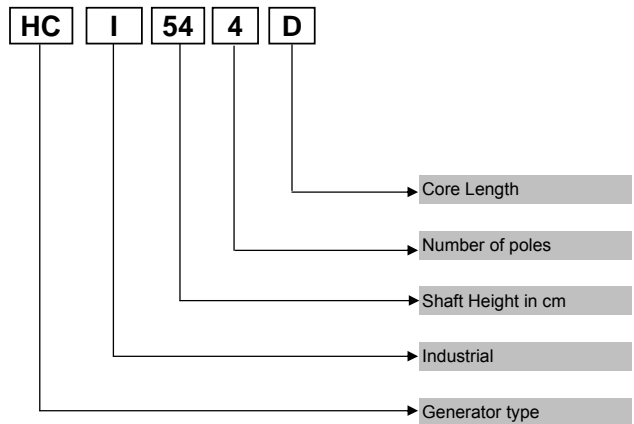 HC I 54 4 D
Core Length
Number of poles
Shaft Height in cm
Industrial
Generator type